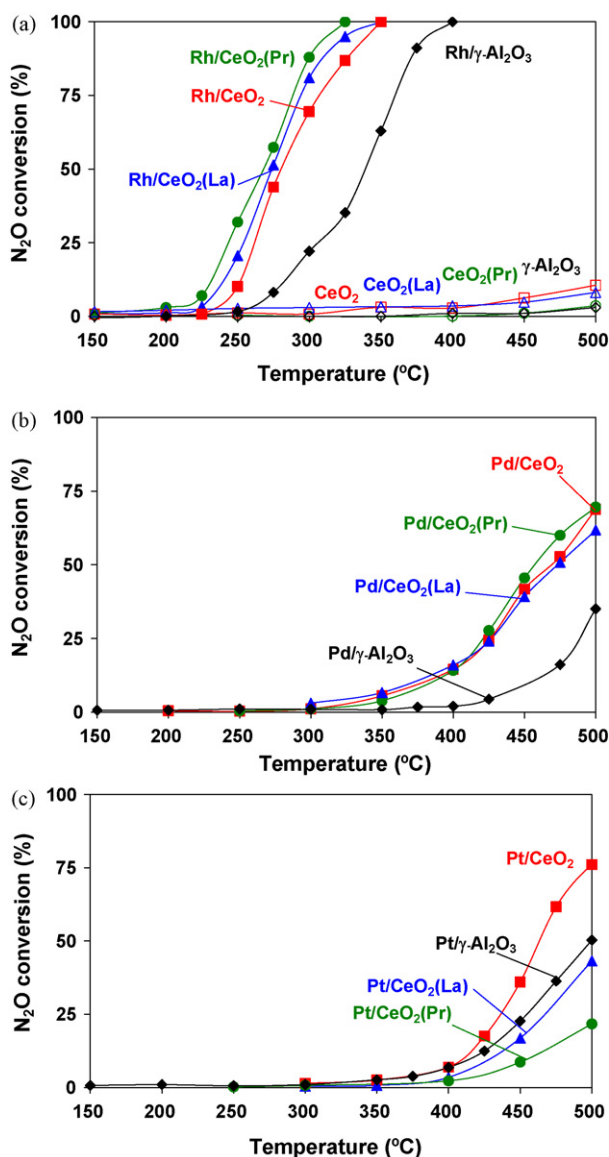 (a)
100
75
50
25
0
N₂O conversion (%)
Rh/CeO₂(Pr)
Rh/CeO₂
Rh/CeO₂(La)
Rh/γ-Al₂O₃
CeO₂
CeO₂(La)
CeO₂(Pr)
γ-Al₂O₃
150 200 250 300 350 400 450 500
Temperature (ºC)
(b)
100
75
50
25
0
N₂O conversion (%)
Pd/CeO₂
Pd/CeO₂(Pr)
Pd/CeO₂(La)
Pd/γ-Al₂O₃
150 200 250 300 350 400 450 500
Temperature (ºC)
(c)
100
75
50
25
0
N₂O conversion (%)
Pt/CeO₂
Pt/γ-Al₂O₃
Pt/CeO₂(La)
Pt/CeO₂(Pr)
150 200 250 300 350 400 450 500
Temperature (ºC)